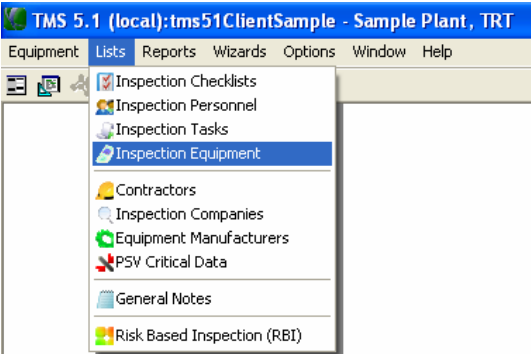 TMS 5.1 (local):tms51ClientSample - Sample Plant, TRT
Equipment Lists Reports Wizards Options Window Help
Inspection Checklists
Inspection Personnel
Inspection Tasks
Inspection Equipment
Contractors
Inspection Companies
Equipment Manufacturers
PSV Critical Data
General Notes
Risk Based Inspection (RBI)